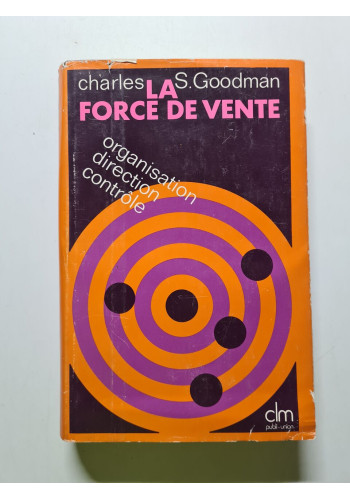 charles S. Goodman
LA
FORCE DE VENTE
organisation
direction
contrôle
clm
publi-union